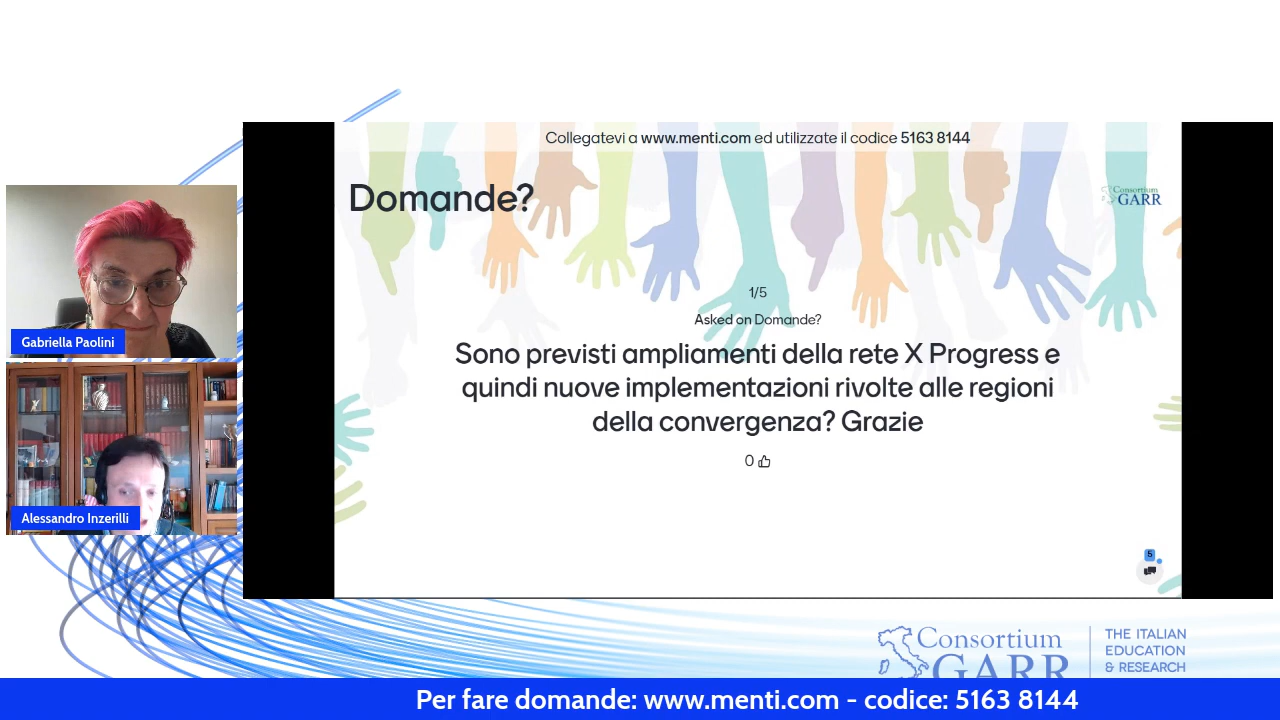 Collegatevi a www.menti.com ed utilizzate il codice 5163 8144
Domande?
Consortium
GARR
1/5
Asked on Domande?
Sono previsti ampliamenti della rete X Progress e
quindi nuove implementazioni rivolte alle regioni
della convergenza? Grazie
0
5
Gabriella Paolini
Alessandro Inzerilli
Consortium
GARR
THE ITALIAN
EDUCATION
& RESEARCH
Per fare domande: www.menti.com - codice: 5163 8144